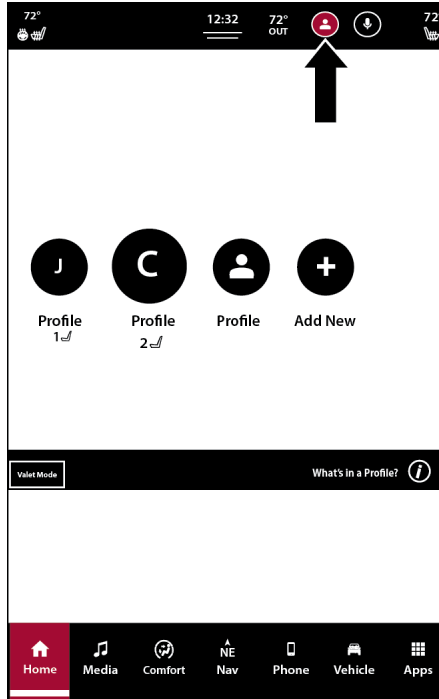 72°
12:32
72°
OUT
72
J
C
+
Profile
1
Profile
2
Profile
Add New
Valet Mode
What's in a Profile?
i
NE
Home
Media
Comfort
Nav
Phone
Vehicle
Apps